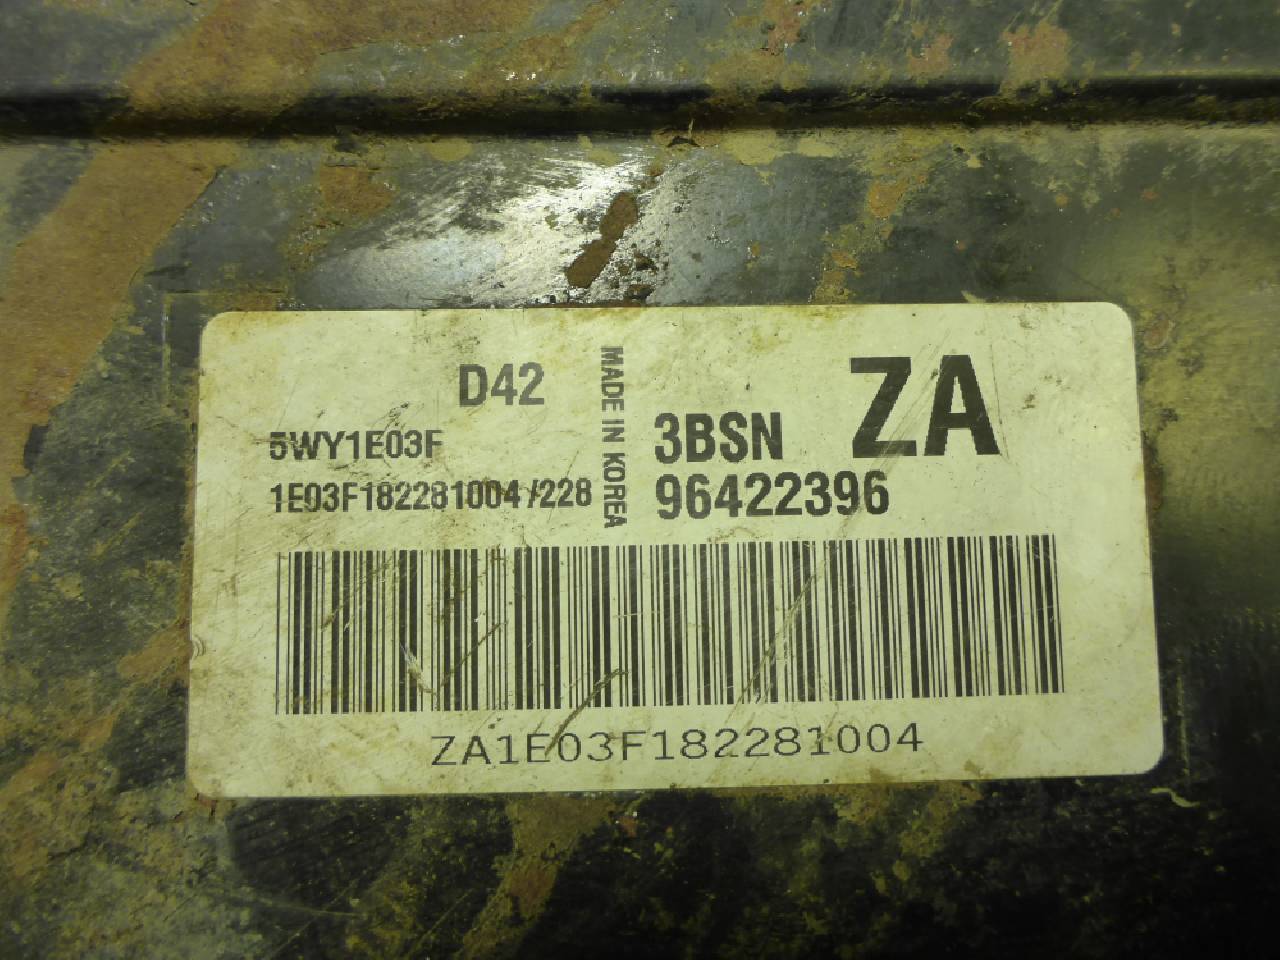 D42
5WY1E03F
1E03F182281004/228
MADE IN KOREA
3BSN ZA
96422396
ZA1E03F182281004